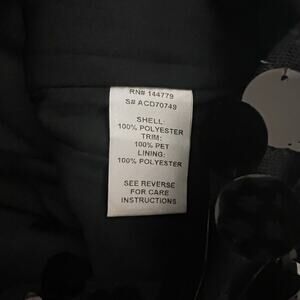 RN# 144779
S# ACD70749
SHELL:
100% POLYESTER
TRIM:
100% PET
LINING:
100% POLYESTER
SEE REVERSE
FOR CARE
INSTRUCTIONS